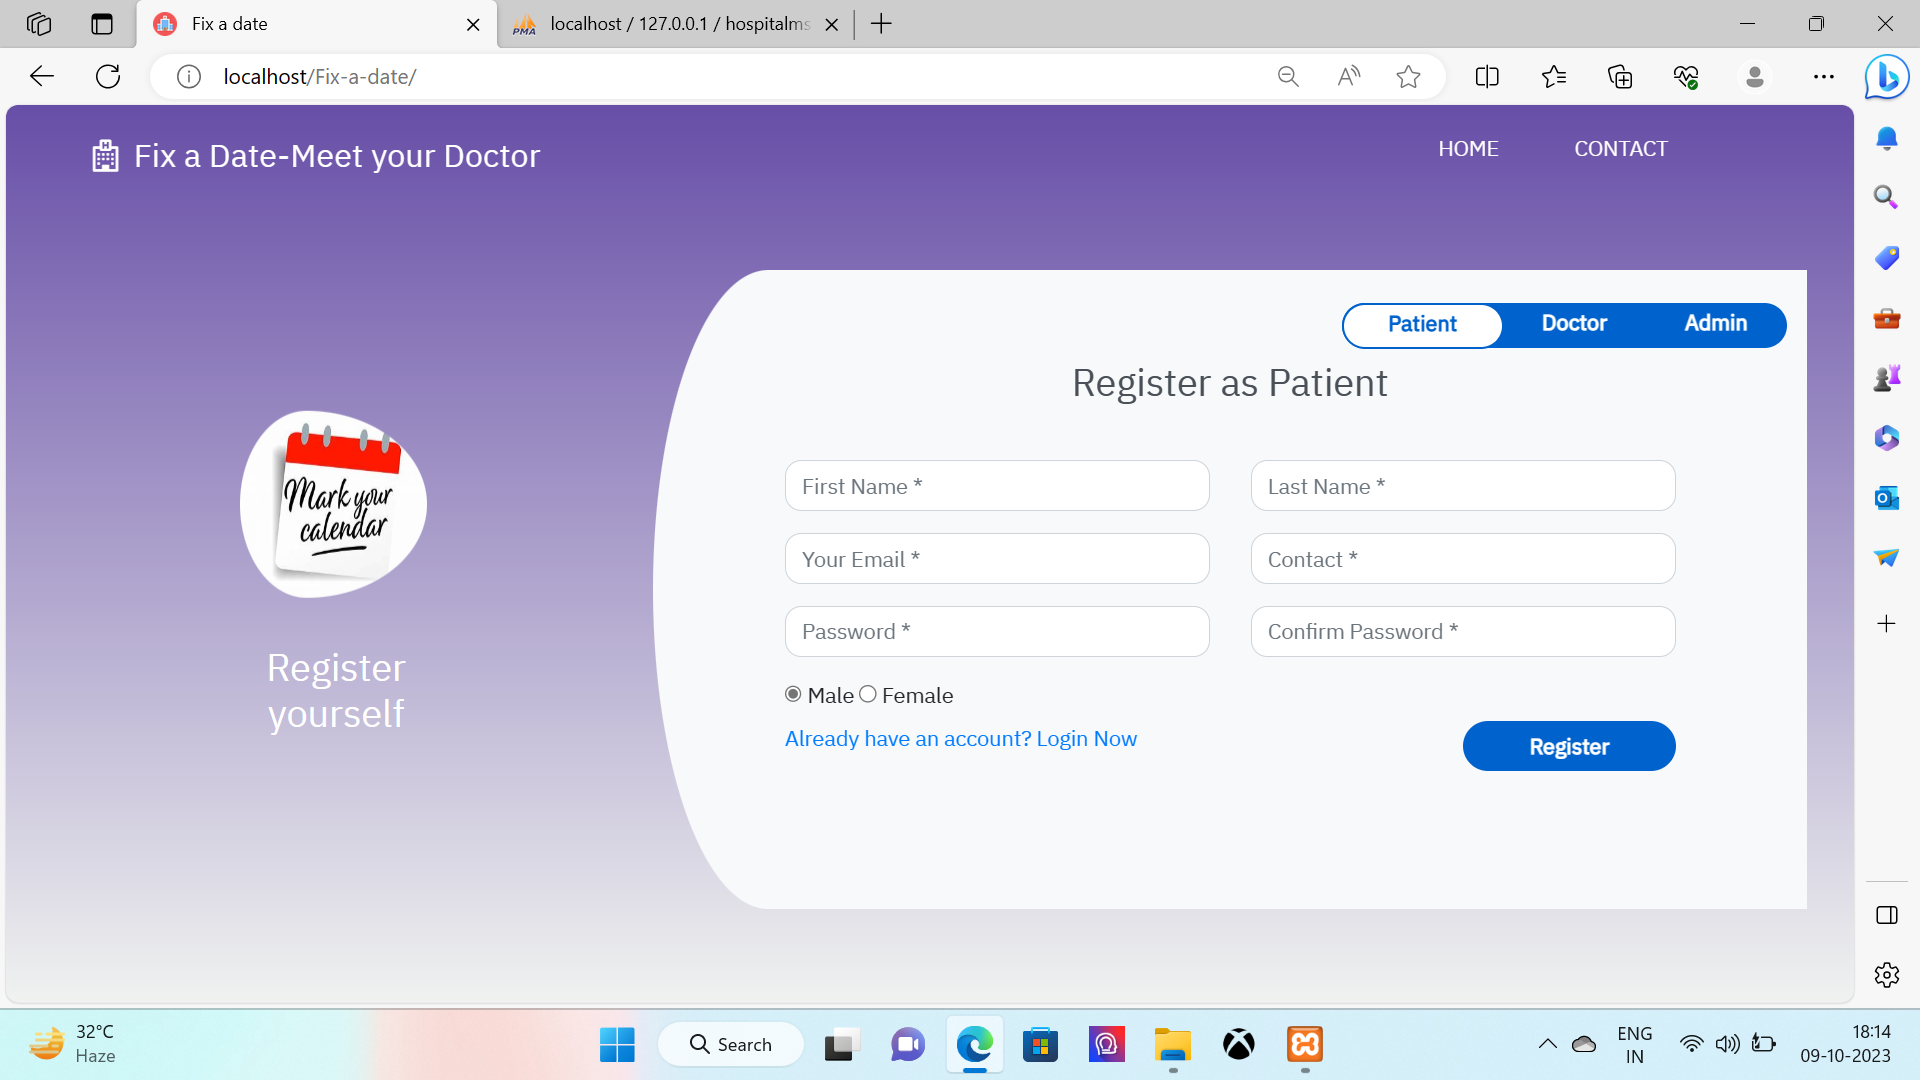 Fix a date
PMA
localhost / 127.0.0.1 / hospitalms
localhost/Fix-a-date/
Fix a Date-Meet your Doctor
HOME
CONTACT
Patient
Doctor
Admin
Register as Patient
Mark your
calendar
Register
yourself
First Name *
Last Name *
Your Email *
Contact *
Password *
Confirm Password *
Male
Female
Already have an account? Login Now
Register
32°C
Haze
Search
ENG
IN
18:14
09-10-2023